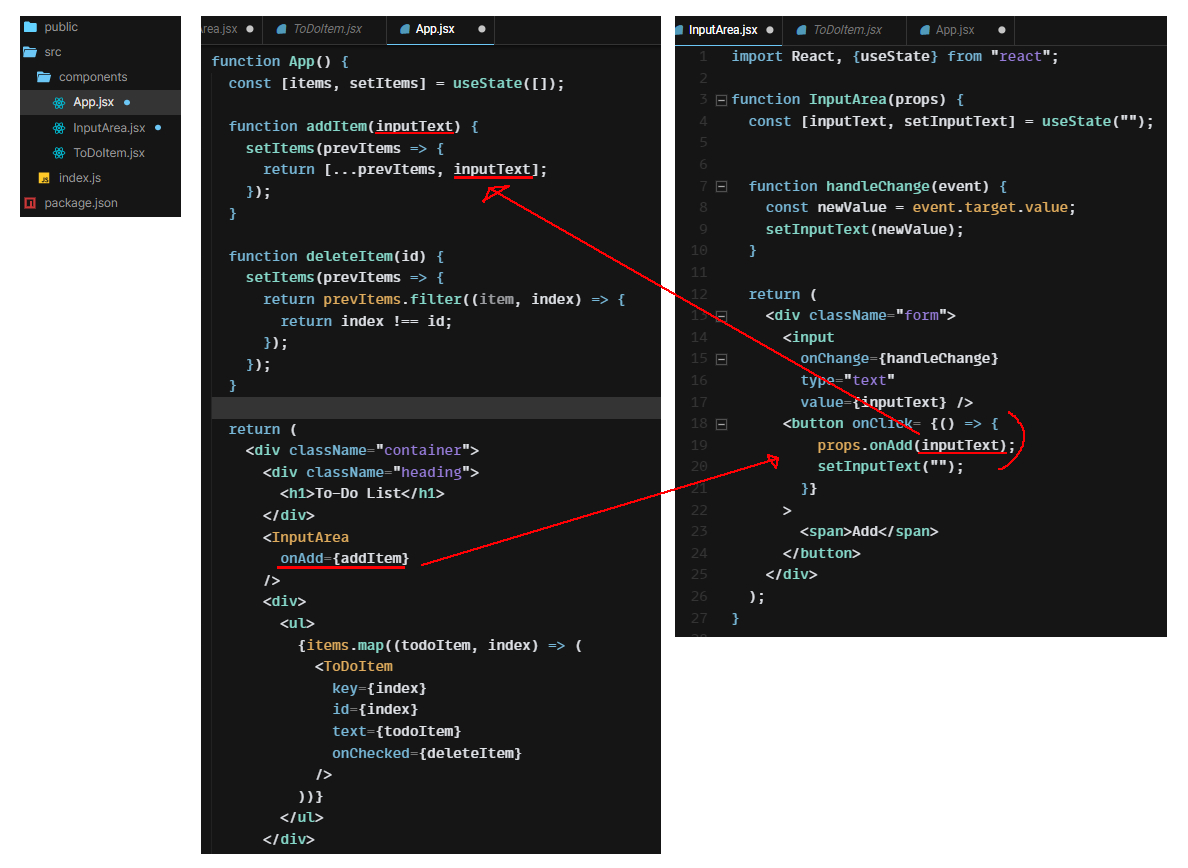 public
src
components
App.jsx
InputArea.jsx
ToDoItem.jsx
index.js
package.json
rea.jsx ToDoItem.jsx App.jsx
function App() {
const [items, setItems] = useState([]);
function addItem(inputText) {
setItems(prevItems => {
return [...prevItems, inputText];
});
}
function deleteItem(id) {
setItems(prevItems => {
return prevItems.filter((item, index) => {
return index !== id;
});
});
}
return (
<div className="container">
<div className="heading">
<h1>To-Do List</h1>
</div>
<InputArea
onAdd={addItem}
/>
<div>
<ul>
{items.map((todoItem, index) => (
<ToDoItem
key={index}
id={index}
text={todoItem}
onChecked={deleteItem}
/>
))}
</ul>
</div>
InputArea.jsx ToDoItem.jsx App.jsx
1 import React, {useState} from "react";
2
3 function InputArea(props) {
4 const [inputText, setInputText] = useState("");
5
6
7 function handleChange(event) {
8 const newValue = event.target.value;
9 setInputText(newValue);
10 }
11
12 return (
13 <div className="form">
14 <input
15 onChange={handleChange}
16 type="text"
17 value={inputText} />
18 <button onClick= {() => {
19 props.onAdd(inputText);
20 setInputText("");
21 }}
22 >
23 <span>Add</span>
24 </button>
25 </div>
26 );
27 }